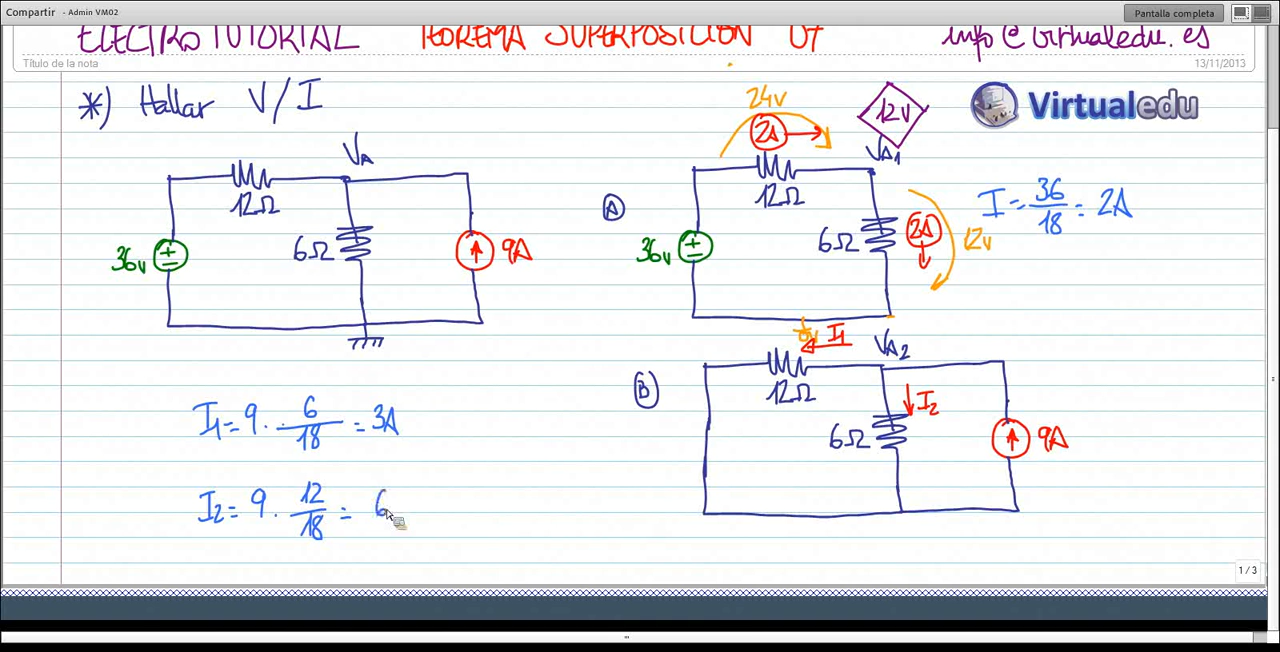 Compartir - Admin VM02
Pantalla completa
ELECTROTUTORIAL TEOREMA SUPERPOSICIÓN 07 info@virtualedu.es
Título de la nota
13/11/2013
*) Hallar V/I
Virtualedu
VA
12Ω
6Ω
36V
9A
A
24V
2A
12V
VA1
12Ω
6Ω
2A
12V
36V
0V
I = 36/18 = 2A
B
I1
VA2
12Ω
I2
6Ω
9A
I1 = 9 · 6/18 = 3A
I2 = 9 · 12/18 = 6
1 / 3